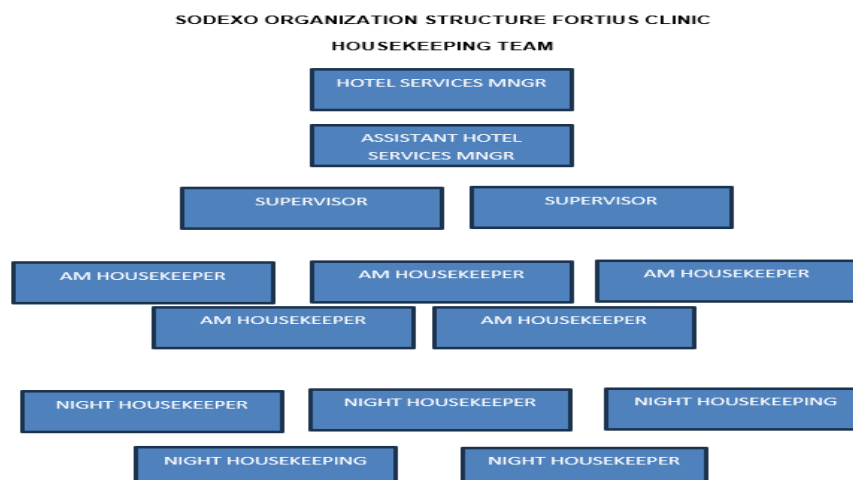 SODEXO ORGANIZATION STRUCTURE FORTIUS CLINIC
HOUSEKEEPING TEAM
HOTEL SERVICES MNGR
ASSISTANT HOTEL
SERVICES MNGR
SUPERVISOR
SUPERVISOR
AM HOUSEKEEPER
AM HOUSEKEEPER
AM HOUSEKEEPER
AM HOUSEKEEPER
AM HOUSEKEEPER
NIGHT HOUSEKEEPER
NIGHT HOUSEKEEPER
NIGHT HOUSEKEEPING
NIGHT HOUSEKEEPING
NIGHT HOUSEKEEPER